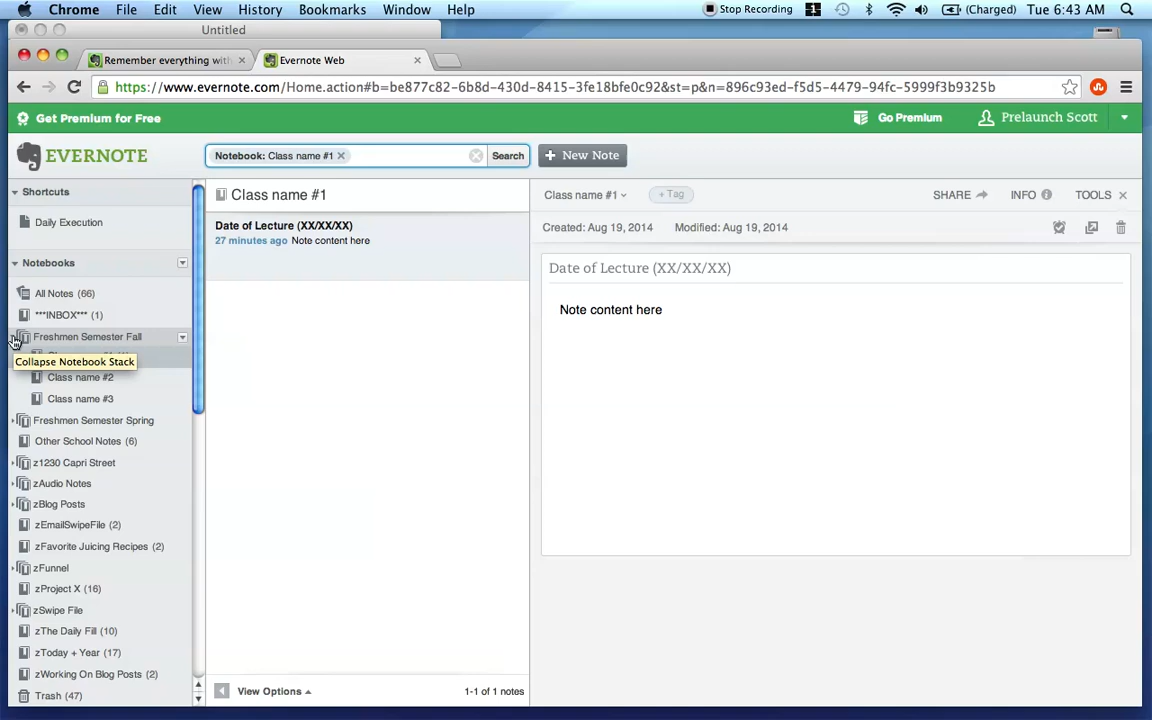 Chrome File Edit View History Bookmarks Window Help Stop Recording 1 (Charged) Tue 6:43 AM
Untitled
Remember everything with Evernote Web
https://www.evernote.com/Home.action#b=be877c82-6b8d-430d-8415-3fe18bfe0c92&st=p&n=896c93ed-f5d5-4479-94fc-5999f3b9325b
Get Premium for Free Go Premium Prelaunch Scott
EVERNOTE Notebook: Class name #1 Search + New Note
Shortcuts
Daily Execution
Notebooks
All Notes (66)
***INBOX*** (1)
Freshmen Semester Fall
Collapse Notebook Stack
Class name #2
Class name #3
Freshmen Semester Spring
Other School Notes (6)
z1230 Capri Street
zAudio Notes
zBlog Posts
zEmailSwipeFile (2)
zFavorite Juicing Recipes (2)
zFunnel
zProject X (16)
zSwipe File
zThe Daily Fill (10)
zToday + Year (17)
zWorking On Blog Posts (2)
Trash (47)
Class name #1
Date of Lecture (XX/XX/XX)
27 minutes ago Note content here
View Options 1-1 of 1 notes
Class name #1 + Tag SHARE INFO TOOLS
Created: Aug 19, 2014 Modified: Aug 19, 2014
Date of Lecture (XX/XX/XX)
Note content here